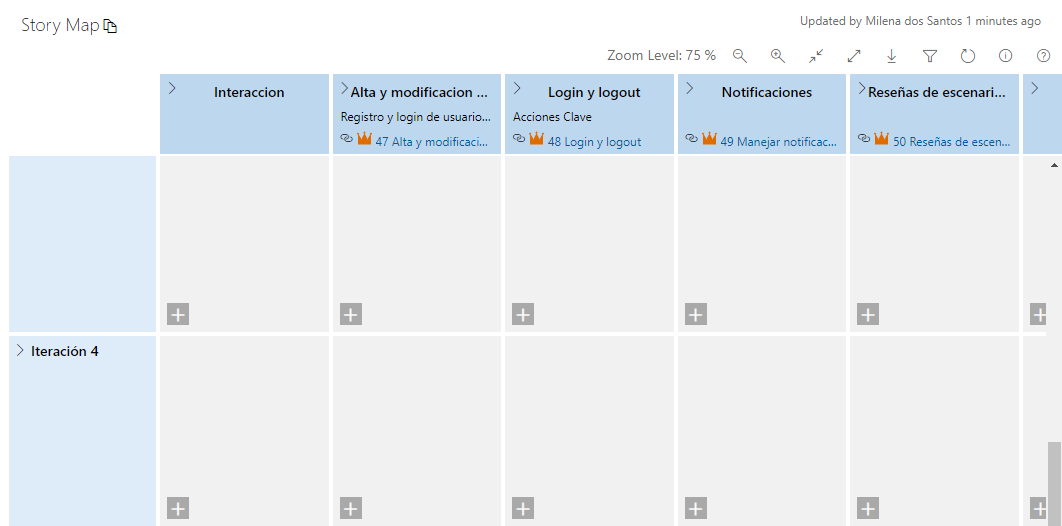 Story Map
Updated by Milena dos Santos 1 minutes ago
Zoom Level: 75 %
Interaccion
Alta y modificacion ...
Registro y login de usuario...
47 Alta y modificaci...
Login y logout
Acciones Clave
48 Login y logout
Notificaciones
49 Manejar notificac...
Reseñas de escenari...
50 Reseñas de escen...
Iteración 4